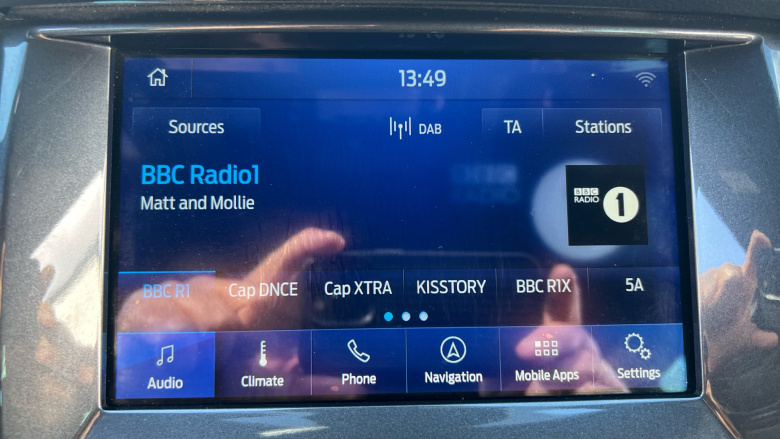 13:49
Sources
DAB
TA
Stations
BBC Radio1
Matt and Mollie
BBC
RADIO
1
BBC R1
Cap DNCE
Cap XTRA
KISSTORY
BBC R1X
5A
Audio
Climate
Phone
Navigation
Mobile Apps
Settings